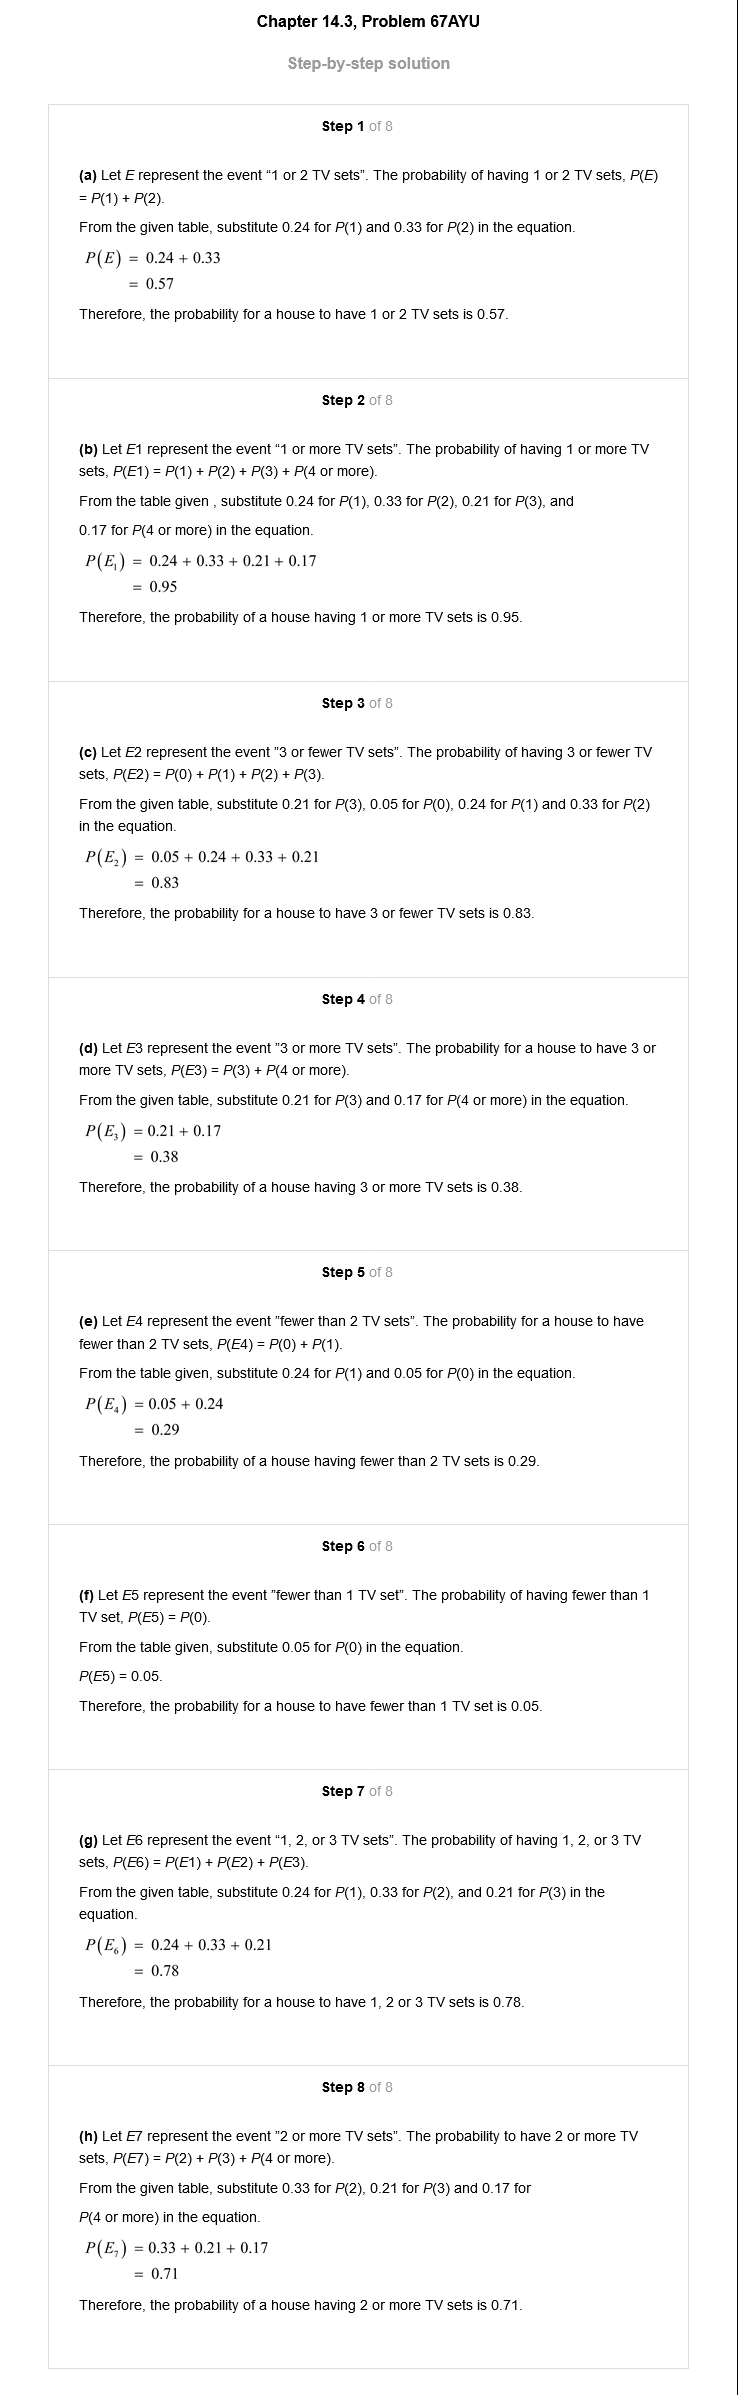 Chapter 14.3, Problem 67AYU
Step-by-step solution
Step 1 of 8
(a) Let E represent the event “1 or 2 TV sets”. The probability of having 1 or 2 TV sets, P(E)
= P(1) + P(2).
From the given table, substitute 0.24 for P(1) and 0.33 for P(2) in the equation.
P(E) = 0.24 + 0.33
= 0.57
Therefore, the probability for a house to have 1 or 2 TV sets is 0.57.
Step 2 of 8
(b) Let E1 represent the event “1 or more TV sets”. The probability of having 1 or more TV
sets, P(E1) = P(1) + P(2) + P(3) + P(4 or more).
From the table given , substitute 0.24 for P(1), 0.33 for P(2), 0.21 for P(3), and
0.17 for P(4 or more) in the equation.
P(E₁) = 0.24 + 0.33 + 0.21 + 0.17
= 0.95
Therefore, the probability of a house having 1 or more TV sets is 0.95.
Step 3 of 8
(c) Let E2 represent the event ”3 or fewer TV sets”. The probability of having 3 or fewer TV
sets, P(E2) = P(0) + P(1) + P(2) + P(3).
From the given table, substitute 0.21 for P(3), 0.05 for P(0), 0.24 for P(1) and 0.33 for P(2)
in the equation.
P(E₂) = 0.05 + 0.24 + 0.33 + 0.21
= 0.83
Therefore, the probability for a house to have 3 or fewer TV sets is 0.83.
Step 4 of 8
(d) Let E3 represent the event ”3 or more TV sets”. The probability for a house to have 3 or
more TV sets, P(E3) = P(3) + P(4 or more).
From the given table, substitute 0.21 for P(3) and 0.17 for P(4 or more) in the equation.
P(E₃) = 0.21 + 0.17
= 0.38
Therefore, the probability of a house having 3 or more TV sets is 0.38.
Step 5 of 8
(e) Let E4 represent the event ”fewer than 2 TV sets”. The probability for a house to have
fewer than 2 TV sets, P(E4) = P(0) + P(1).
From the table given, substitute 0.24 for P(1) and 0.05 for P(0) in the equation.
P(E₄) = 0.05 + 0.24
= 0.29
Therefore, the probability of a house having fewer than 2 TV sets is 0.29.
Step 6 of 8
(f) Let E5 represent the event ”fewer than 1 TV set”. The probability of having fewer than 1
TV set, P(E5) = P(0).
From the table given, substitute 0.05 for P(0) in the equation.
P(E5) = 0.05.
Therefore, the probability for a house to have fewer than 1 TV set is 0.05.
Step 7 of 8
(g) Let E6 represent the event “1, 2, or 3 TV sets”. The probability of having 1, 2, or 3 TV
sets, P(E6) = P(E1) + P(E2) + P(E3).
From the given table, substitute 0.24 for P(1), 0.33 for P(2), and 0.21 for P(3) in the
equation.
P(E₆) = 0.24 + 0.33 + 0.21
= 0.78
Therefore, the probability for a house to have 1, 2 or 3 TV sets is 0.78.
Step 8 of 8
(h) Let E7 represent the event ”2 or more TV sets”. The probability to have 2 or more TV
sets, P(E7) = P(2) + P(3) + P(4 or more).
From the given table, substitute 0.33 for P(2), 0.21 for P(3) and 0.17 for
P(4 or more) in the equation.
P(E₇) = 0.33 + 0.21 + 0.17
= 0.71
Therefore, the probability of a house having 2 or more TV sets is 0.71.